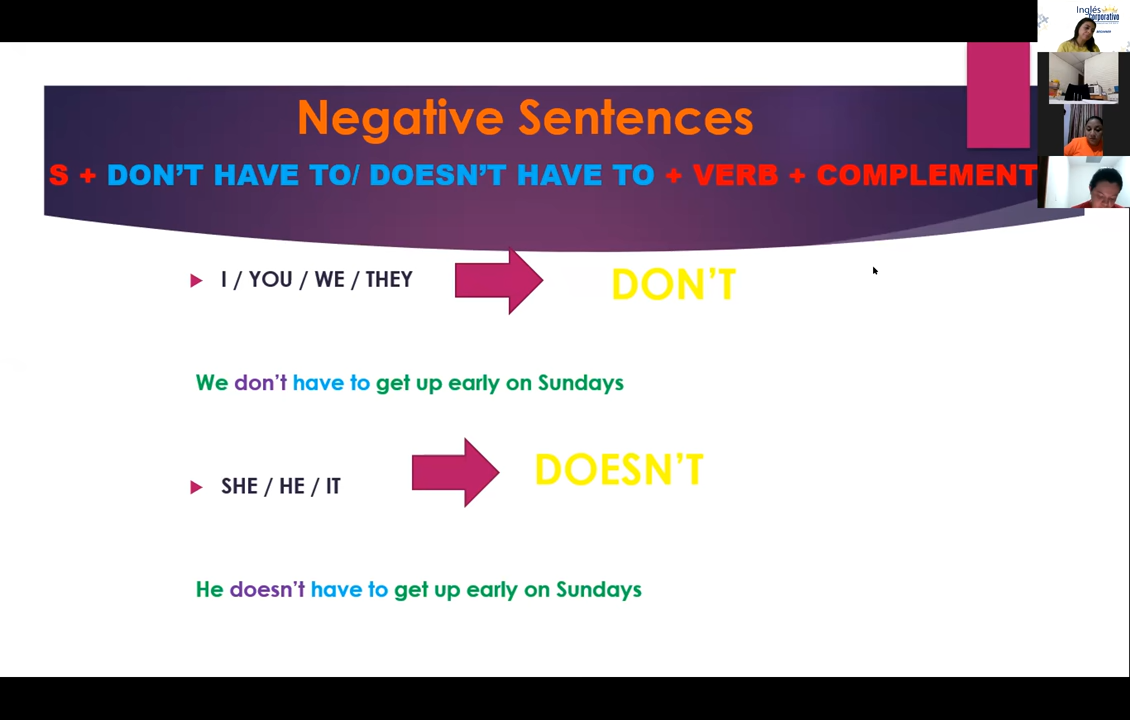 Inglés
Corporativo
Negative Sentences
S + DON'T HAVE TO/ DOESN'T HAVE TO + VERB + COMPLEMENT
I / YOU / WE / THEY
DON'T
We don't have to get up early on Sundays
SHE / HE / IT
DOESN'T
He doesn't have to get up early on Sundays